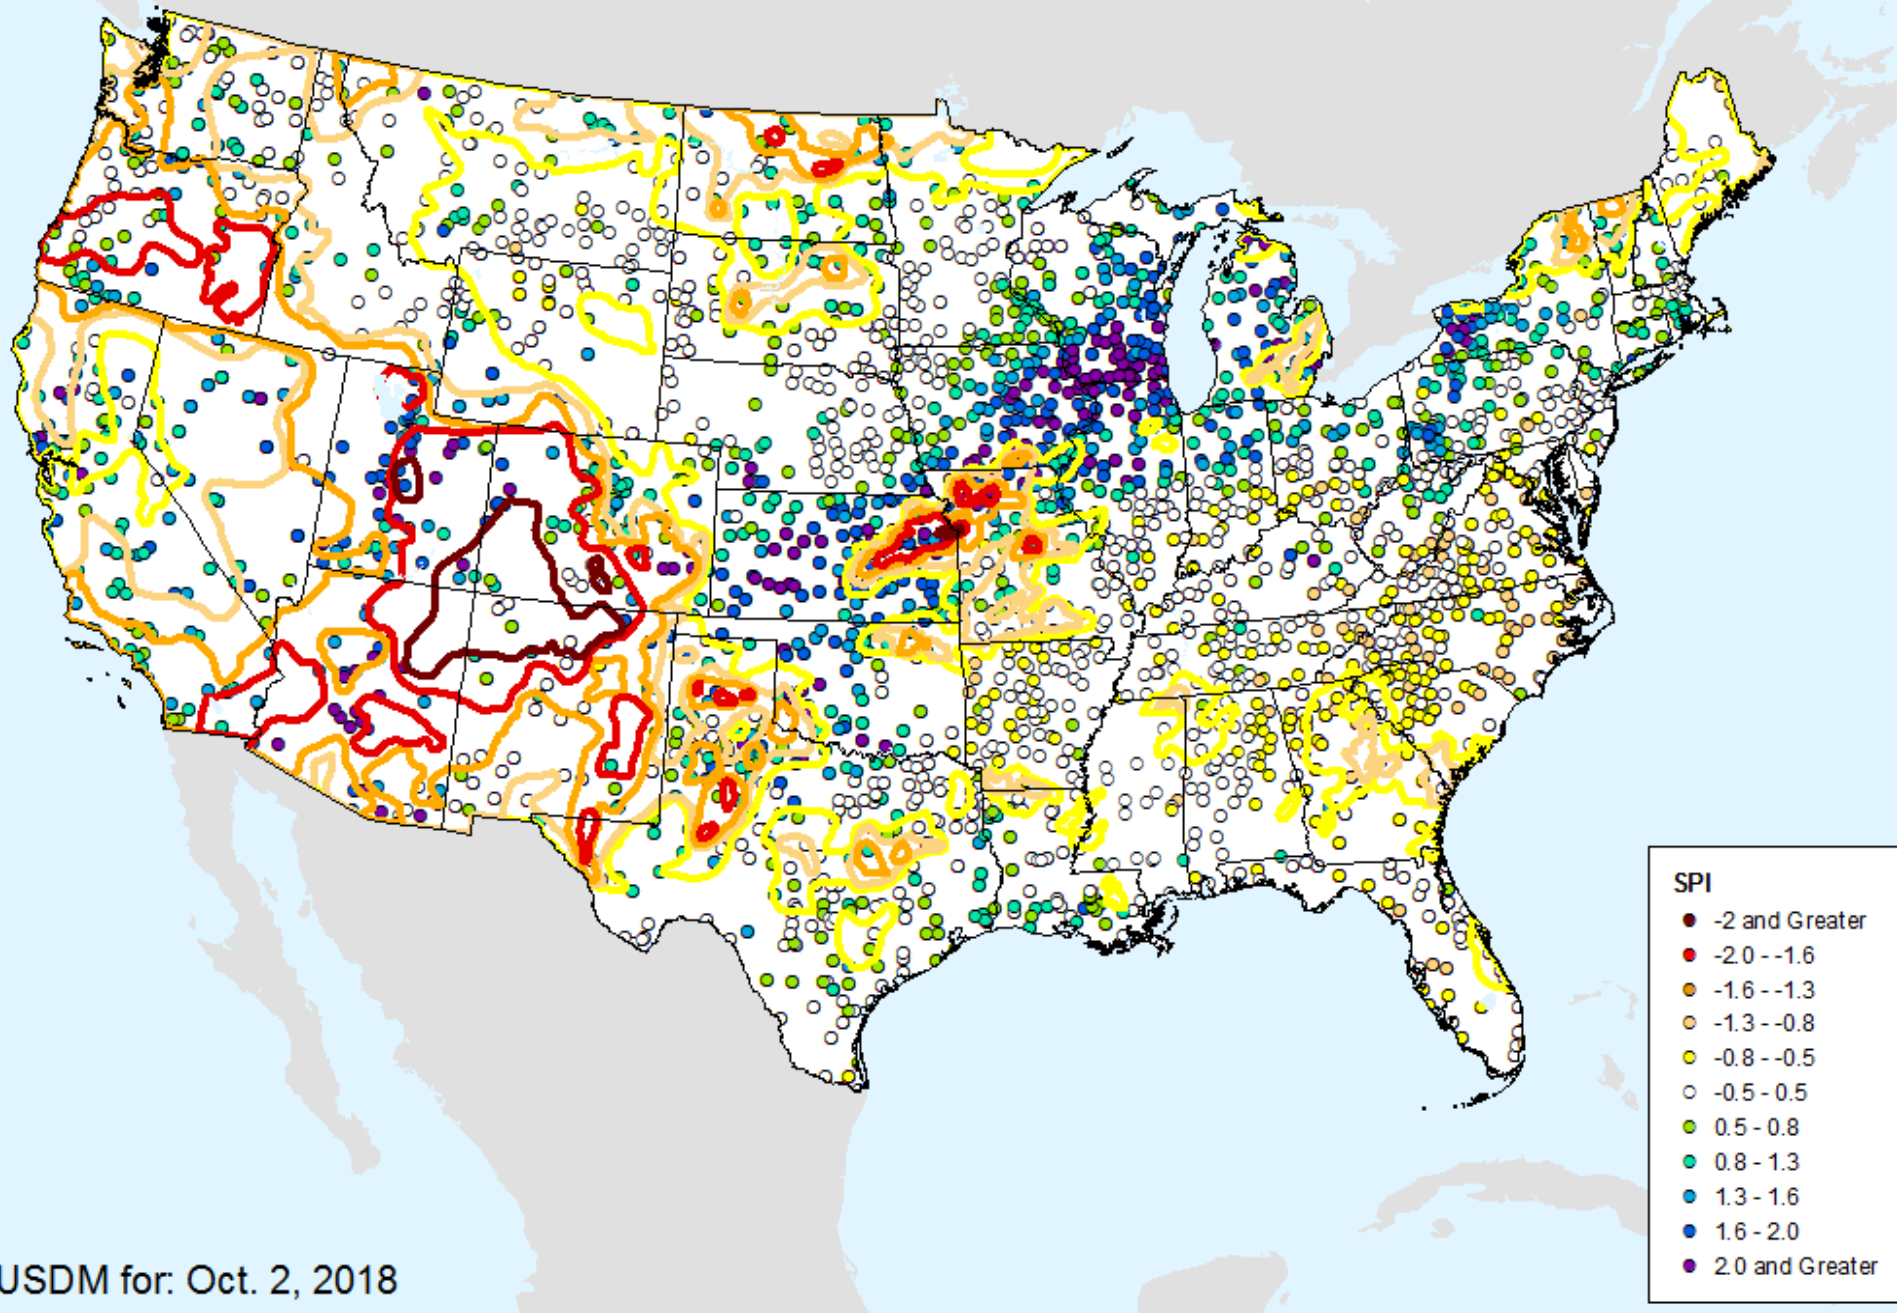 SPI
-2 and Greater
-2.0 - -1.6
-1.6 - -1.3
-1.3 - -0.8
-0.8 - -0.5
-0.5 - 0.5
0.5 - 0.8
0.8 - 1.3
1.3 - 1.6
1.6 - 2.0
2.0 and Greater
USDM for: Oct. 2, 2018